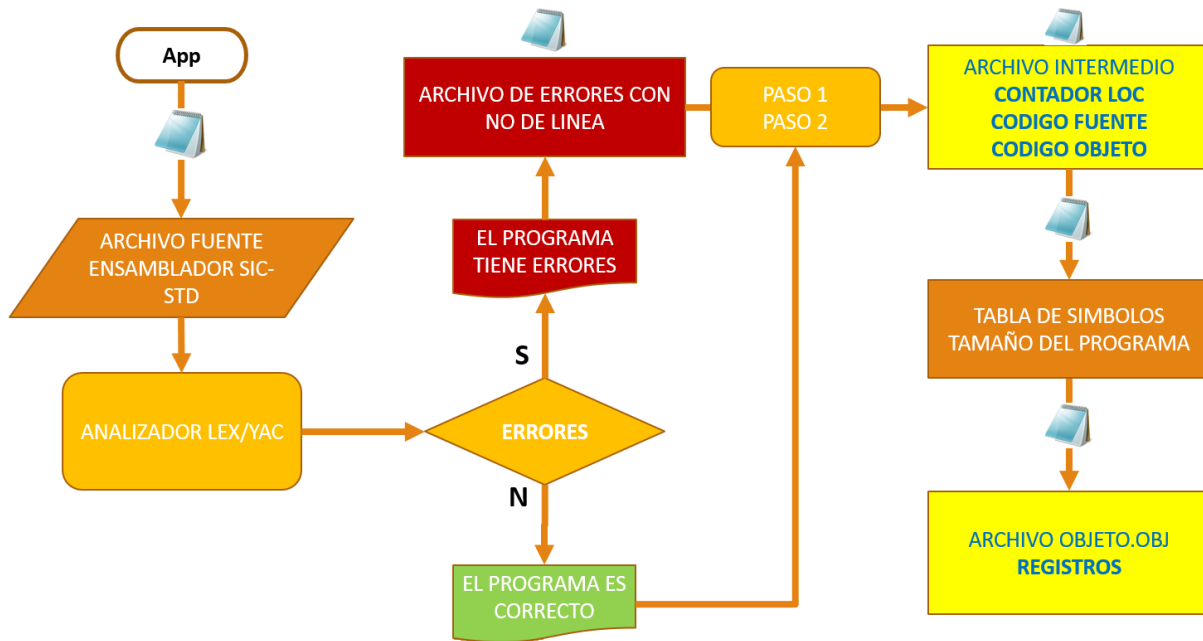 App
ARCHIVO FUENTE
ENSAMBLADOR SIC-
STD
ANALIZADOR LEX/YAC
ARCHIVO DE ERRORES CON
NO DE LINEA
EL PROGRAMA
TIENE ERRORES
S
ERRORES
N
EL PROGRAMA ES
CORRECTO
PASO 1
PASO 2
ARCHIVO INTERMEDIO
CONTADOR LOC
CODIGO FUENTE
CODIGO OBJETO
TABLA DE SIMBOLOS
TAMAÑO DEL PROGRAMA
ARCHIVO OBJETO.OBJ
REGISTROS